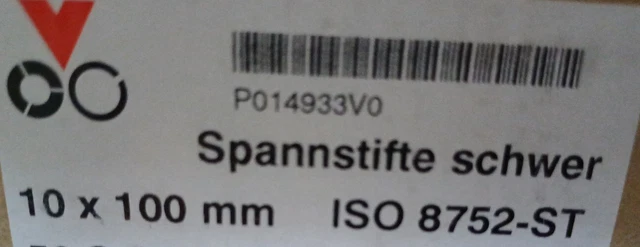 P014933V0
Spannstifte schwer
10 x 100 mm ISO 8752-ST